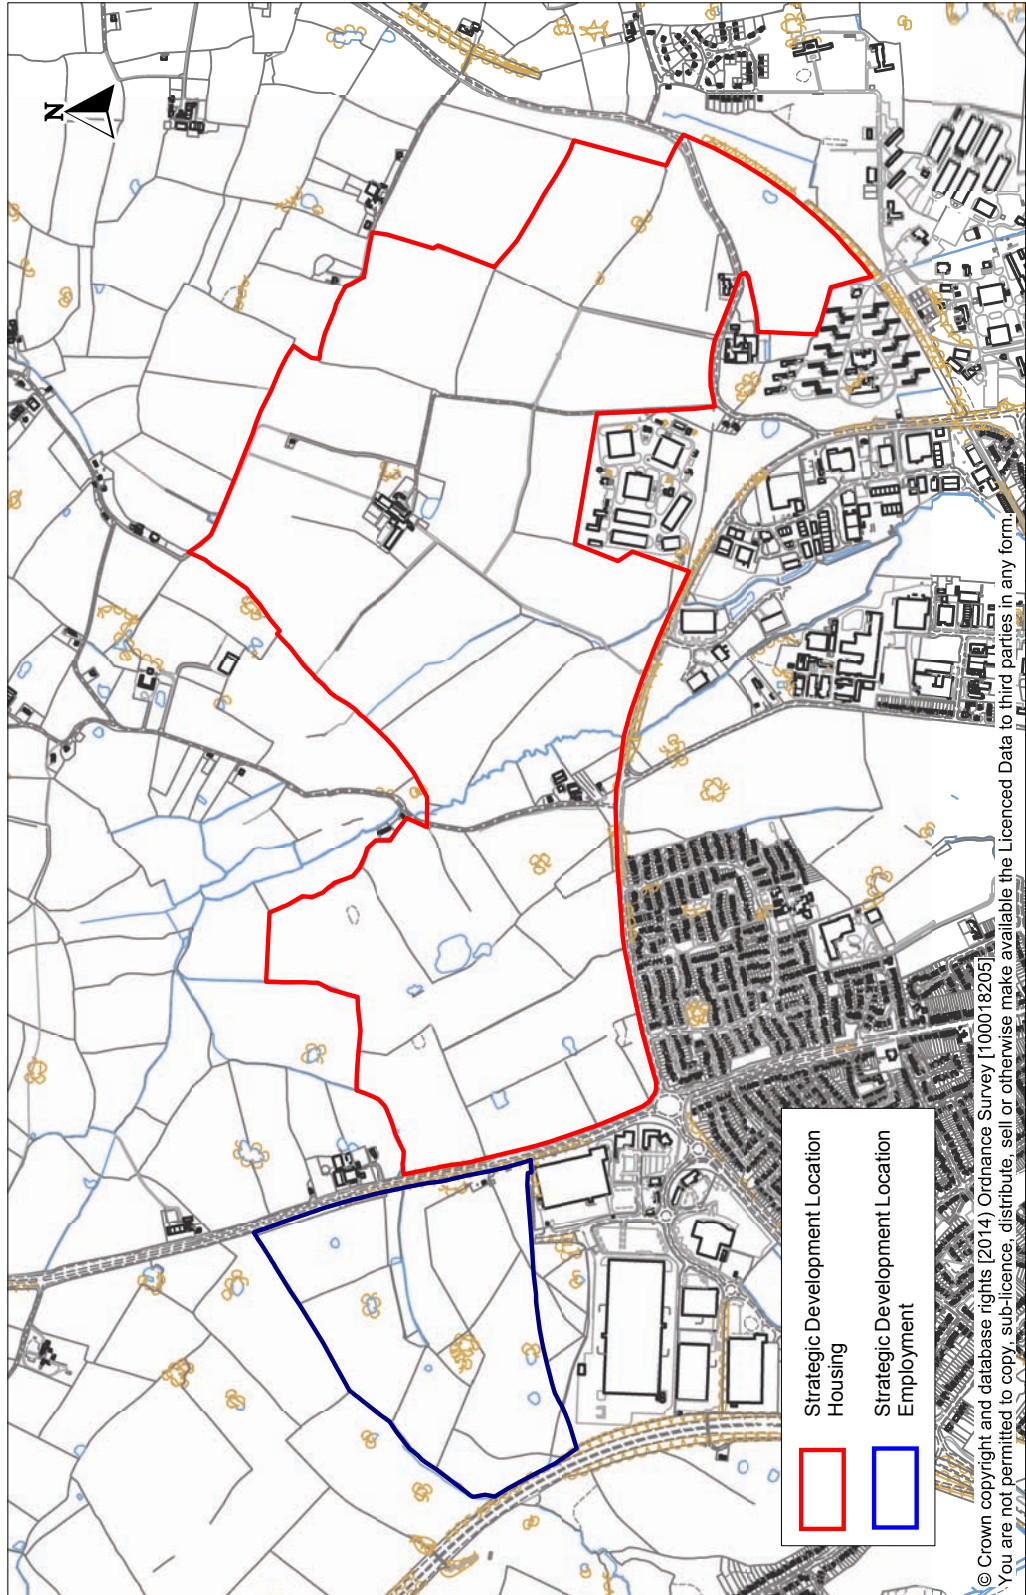 N
Strategic Development Location
Housing
Strategic Development Location
Employment
© Crown copyright and database rights [2014) Ordnance Survey [100018205]
You are not permitted to copy, sub-licence, distribute, sell or otherwise make available the Licenced Data to third parties in any form.